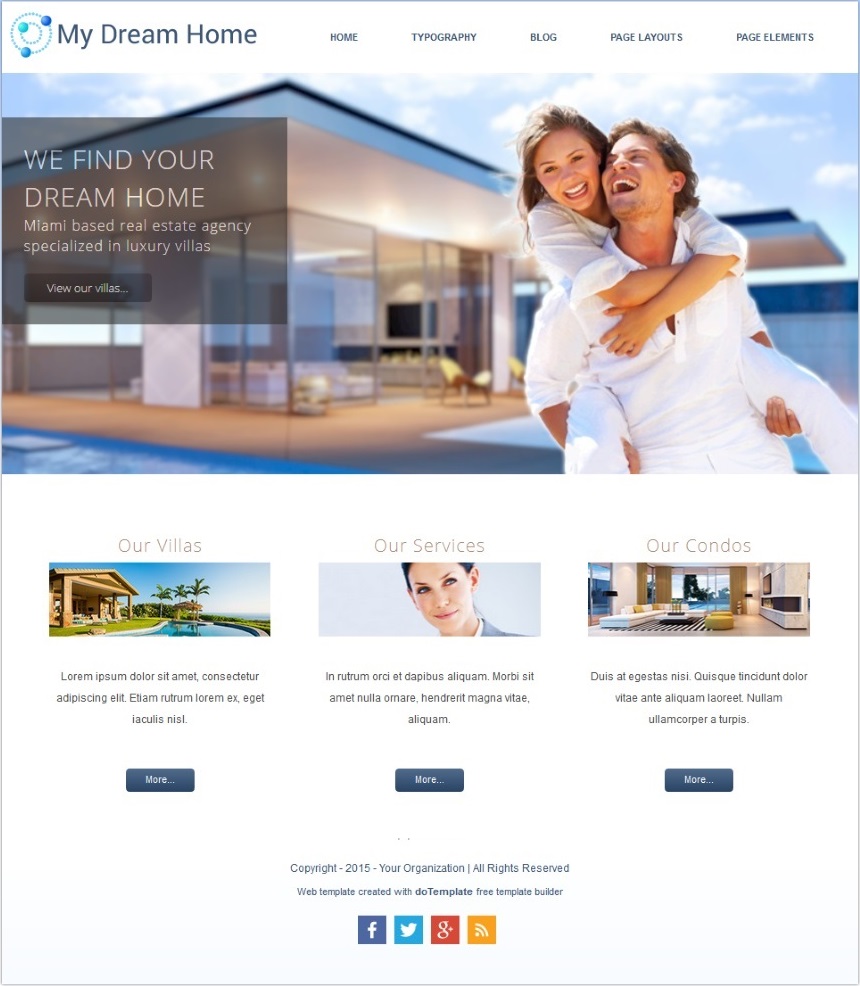 My Dream Home
HOME
TYPOGRAPHY
BLOG
PAGE LAYOUTS
PAGE ELEMENTS
WE FIND YOUR
DREAM HOME
Miami based real estate agency
specialized in luxury villas
View our villas...
Our Villas
Lorem ipsum dolor sit amet, consectetur
adipiscing elit. Etiam rutrum lorem ex, eget
iaculis nisl.
More...
Our Services
In rutrum orci et dapibus aliquam. Morbi sit
amet nulla ornare, hendrerit magna vitae,
aliquam.
More...
Our Condos
Duis at egestas nisi. Quisque tincidunt dolor
vitae ante aliquam laoreet. Nullam
ullamcorper a turpis.
More...
. .
Copyright - 2015 - Your Organization | All Rights Reserved
Web template created with doTemplate free template builder
f
g+